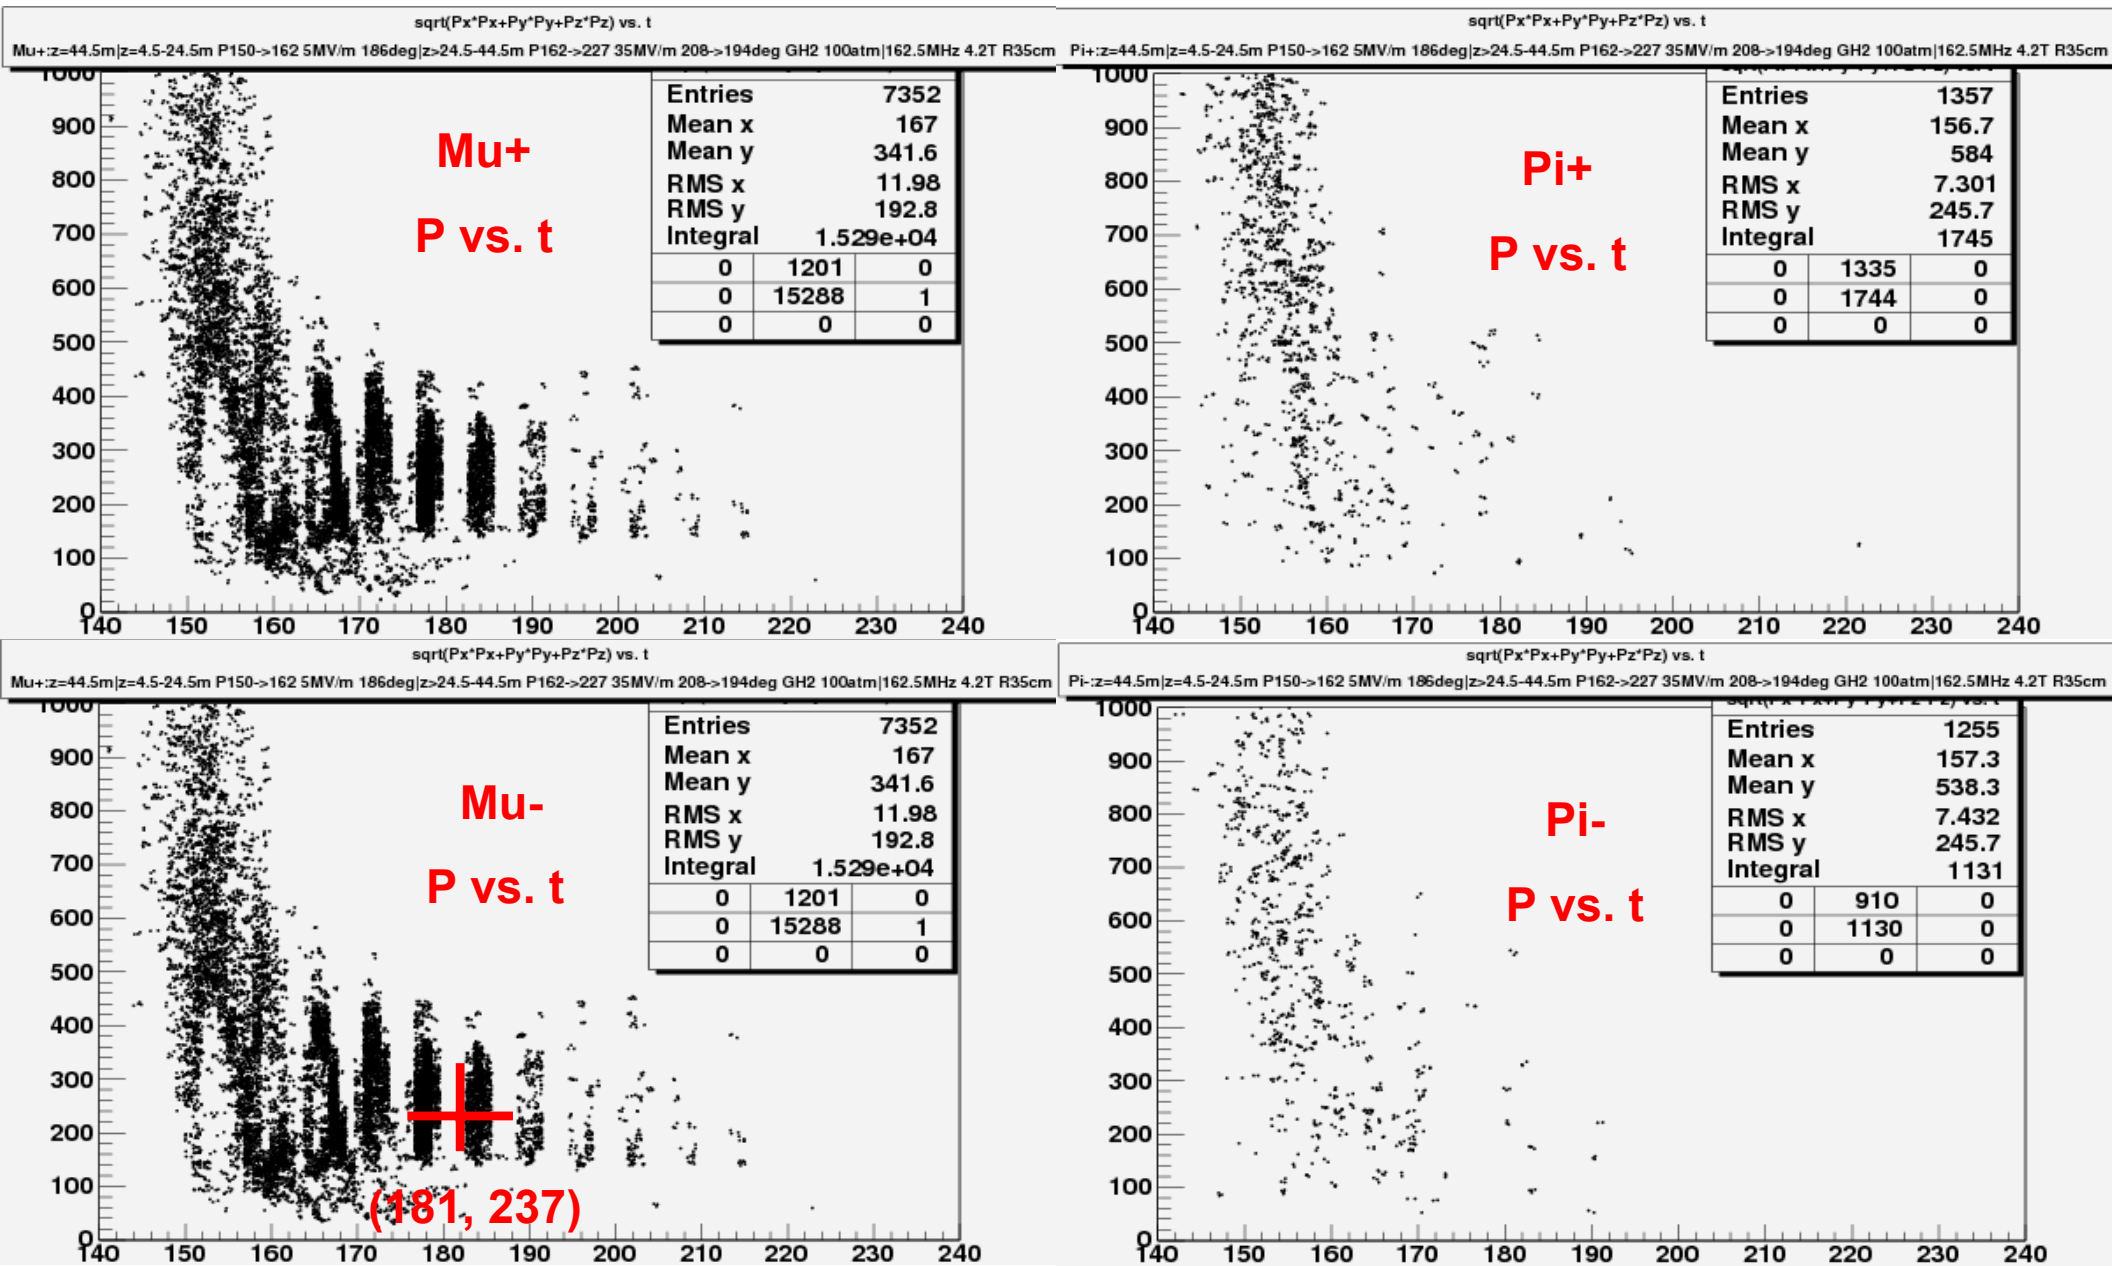 sqrt(Px*Px+Py*Py+Pz*Pz) vs. t
Mu+:z=44.5m|z=4.5-24.5m P150->162 5MV/m 186deg|z>24.5-44.5m P162->227 35MV/m 208->194deg GH2 100atm|162.5MHz 4.2T R35cm
1000
900
800
700
600
500
400
300
200
100
0
140 150 160 170 180 190 200 210 220 230 240
Mu+
P vs. t
Entries 7352
Mean x 167
Mean y 341.6
RMS x 11.98
RMS y 192.8
Integral 1.529e+04
0 1201 0
0 15288 1
0 0 0
sqrt(Px*Px+Py*Py+Pz*Pz) vs. t
Pi+:z=44.5m|z=4.5-24.5m P150->162 5MV/m 186deg|z>24.5-44.5m P162->227 35MV/m 208->194deg GH2 100atm|162.5MHz 4.2T R35cm
1000
900
800
700
600
500
400
300
200
100
0
140 150 160 170 180 190 200 210 220 230 240
Pi+
P vs. t
Entries 1357
Mean x 156.7
Mean y 584
RMS x 7.301
RMS y 245.7
Integral 1745
0 1335 0
0 1744 0
0 0 0
sqrt(Px*Px+Py*Py+Pz*Pz) vs. t
Mu+:z=44.5m|z=4.5-24.5m P150->162 5MV/m 186deg|z>24.5-44.5m P162->227 35MV/m 208->194deg GH2 100atm|162.5MHz 4.2T R35cm
1000
900
800
700
600
500
400
300
200
100
0
140 150 160 170 180 190 200 210 220 230 240
Mu-
P vs. t
(181, 237)
Entries 7352
Mean x 167
Mean y 341.6
RMS x 11.98
RMS y 192.8
Integral 1.529e+04
0 1201 0
0 15288 1
0 0 0
sqrt(Px*Px+Py*Py+Pz*Pz) vs. t
Pi-:z=44.5m|z=4.5-24.5m P150->162 5MV/m 186deg|z>24.5-44.5m P162->227 35MV/m 208->194deg GH2 100atm|162.5MHz 4.2T R35cm
1000
900
800
700
600
500
400
300
200
100
0
140 150 160 170 180 190 200 210 220 230 240
Pi-
P vs. t
Entries 1255
Mean x 157.3
Mean y 538.3
RMS x 7.432
RMS y 245.7
Integral 1131
0 910 0
0 1130 0
0 0 0